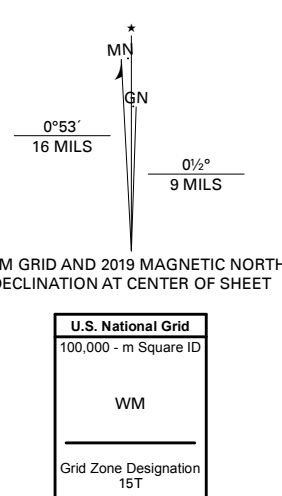 ★
MN
GN
0°53´
16 MILS
0½°
9 MILS
M GRID AND 2019 MAGNETIC NORTH
DECLINATION AT CENTER OF SHEET
U.S. National Grid
100,000 - m Square ID
WM
Grid Zone Designation
15T